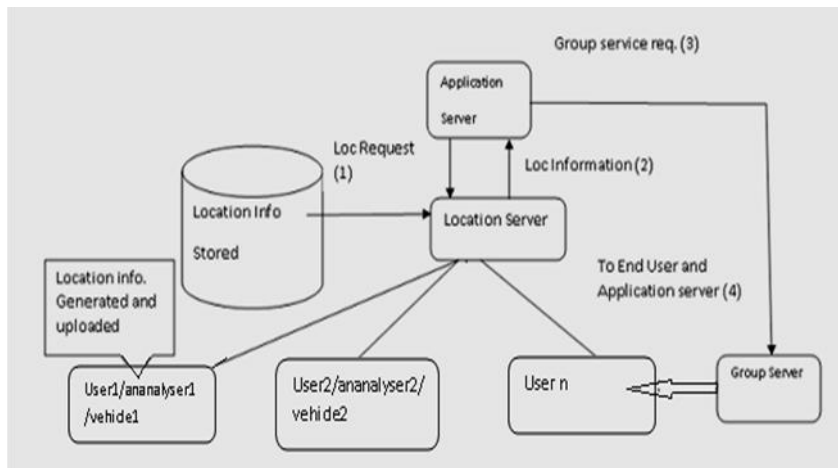 Group service req. (3)
Application
Server
Loc Request
(1)
Loc Information (2)
Location Info
Stored
Location Server
Location info.
Generated and
uploaded
To End User and
Application server (4)
User1/ananalyser1
/vehide1
User2/ananalyser2/
vehide2
User n
Group Server